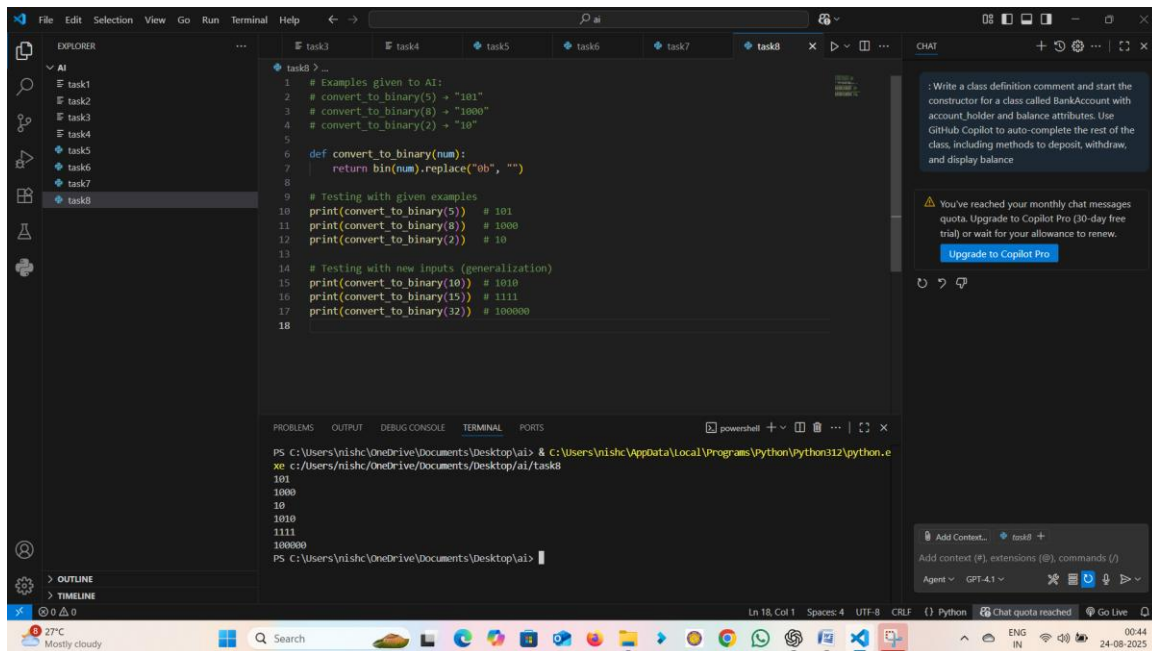 File Edit Selection View Go Run Terminal Help
ai
EXPLORER
AI
task1
task2
task3
task4
task5
task6
task7
task8
OUTLINE
TIMELINE
task3 task4 task5 task6 task7 task8
task8 > ...
1 # Examples given to AI:
2 # convert_to_binary(5) → "101"
3 # convert_to_binary(8) → "1000"
4 # convert_to_binary(2) → "10"
5
6 def convert_to_binary(num):
7 return bin(num).replace("0b", "")
8
9 # Testing with given examples
10 print(convert_to_binary(5)) # 101
11 print(convert_to_binary(8)) # 1000
12 print(convert_to_binary(2)) # 10
13
14 # Testing with new inputs (generalization)
15 print(convert_to_binary(10)) # 1010
16 print(convert_to_binary(15)) # 1111
17 print(convert_to_binary(32)) # 100000
18
PROBLEMS OUTPUT DEBUG CONSOLE TERMINAL PORTS
powershell
PS C:\Users\nishc\OneDrive\Documents\Desktop\ai> & C:\Users\nishc\AppData\Local\Programs\Python\Python312\python.e
xe c:/Users/nishc/OneDrive/Documents/Desktop/ai/task8
101
1000
10
1010
1111
100000
PS C:\Users\nishc\OneDrive\Documents\Desktop\ai>
CHAT
: Write a class definition comment and start the
constructor for a class called BankAccount with
account_holder and balance attributes. Use
GitHub Copilot to auto-complete the rest of the
class, including methods to deposit, withdraw,
and display balance
You've reached your monthly chat messages
quota. Upgrade to Copilot Pro (30-day free
trial) or wait for your allowance to renew.
Upgrade to Copilot Pro
Add Context... task8
Add context (#), extensions (@), commands (/)
Agent GPT-4.1
0 0 Ln 18, Col 1 Spaces: 4 UTF-8 CRLF {} Python Chat quota reached Go Live
8 27°C
Mostly cloudy
Search
ENG
IN
00:44
24-08-2025